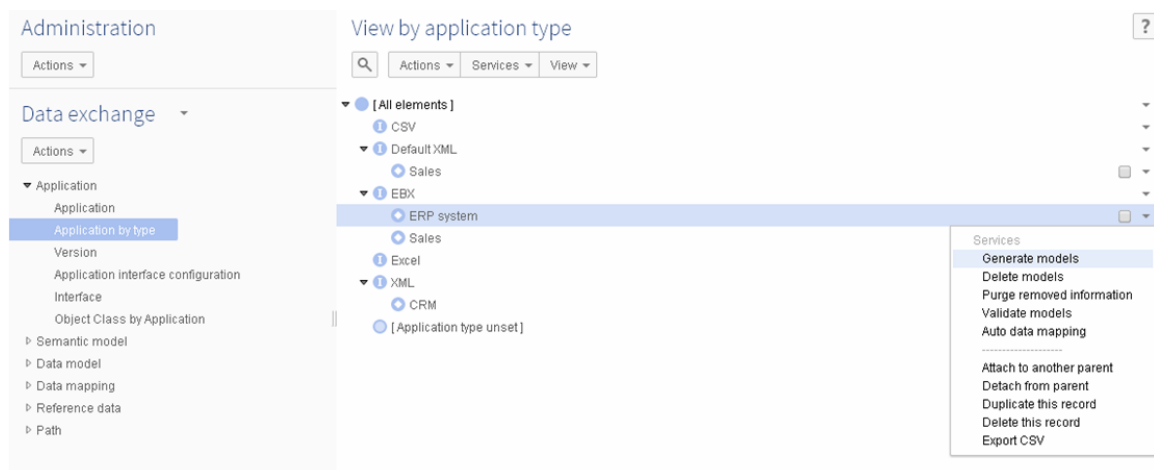 Administration
Actions
Data exchange
Actions
Application
Application
Application by type
Version
Application interface configuration
Interface
Object Class by Application
Semantic model
Data model
Data mapping
Reference data
Path
View by application type
?
Actions Services View
[ All elements ]
CSV
Default XML
Sales
EBX
ERP system
Sales
Excel
XML
CRM
[ Application type unset ]
Services
Generate models
Delete models
Purge removed information
Validate models
Auto data mapping
--------------------
Attach to another parent
Detach from parent
Duplicate this record
Delete this record
Export CSV